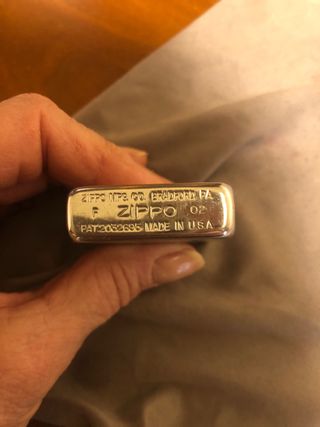 ZIPPO MFG. CO. BRADFORD PA
F ZIPPO 02
PAT 2032695 MADE IN U.S.A.